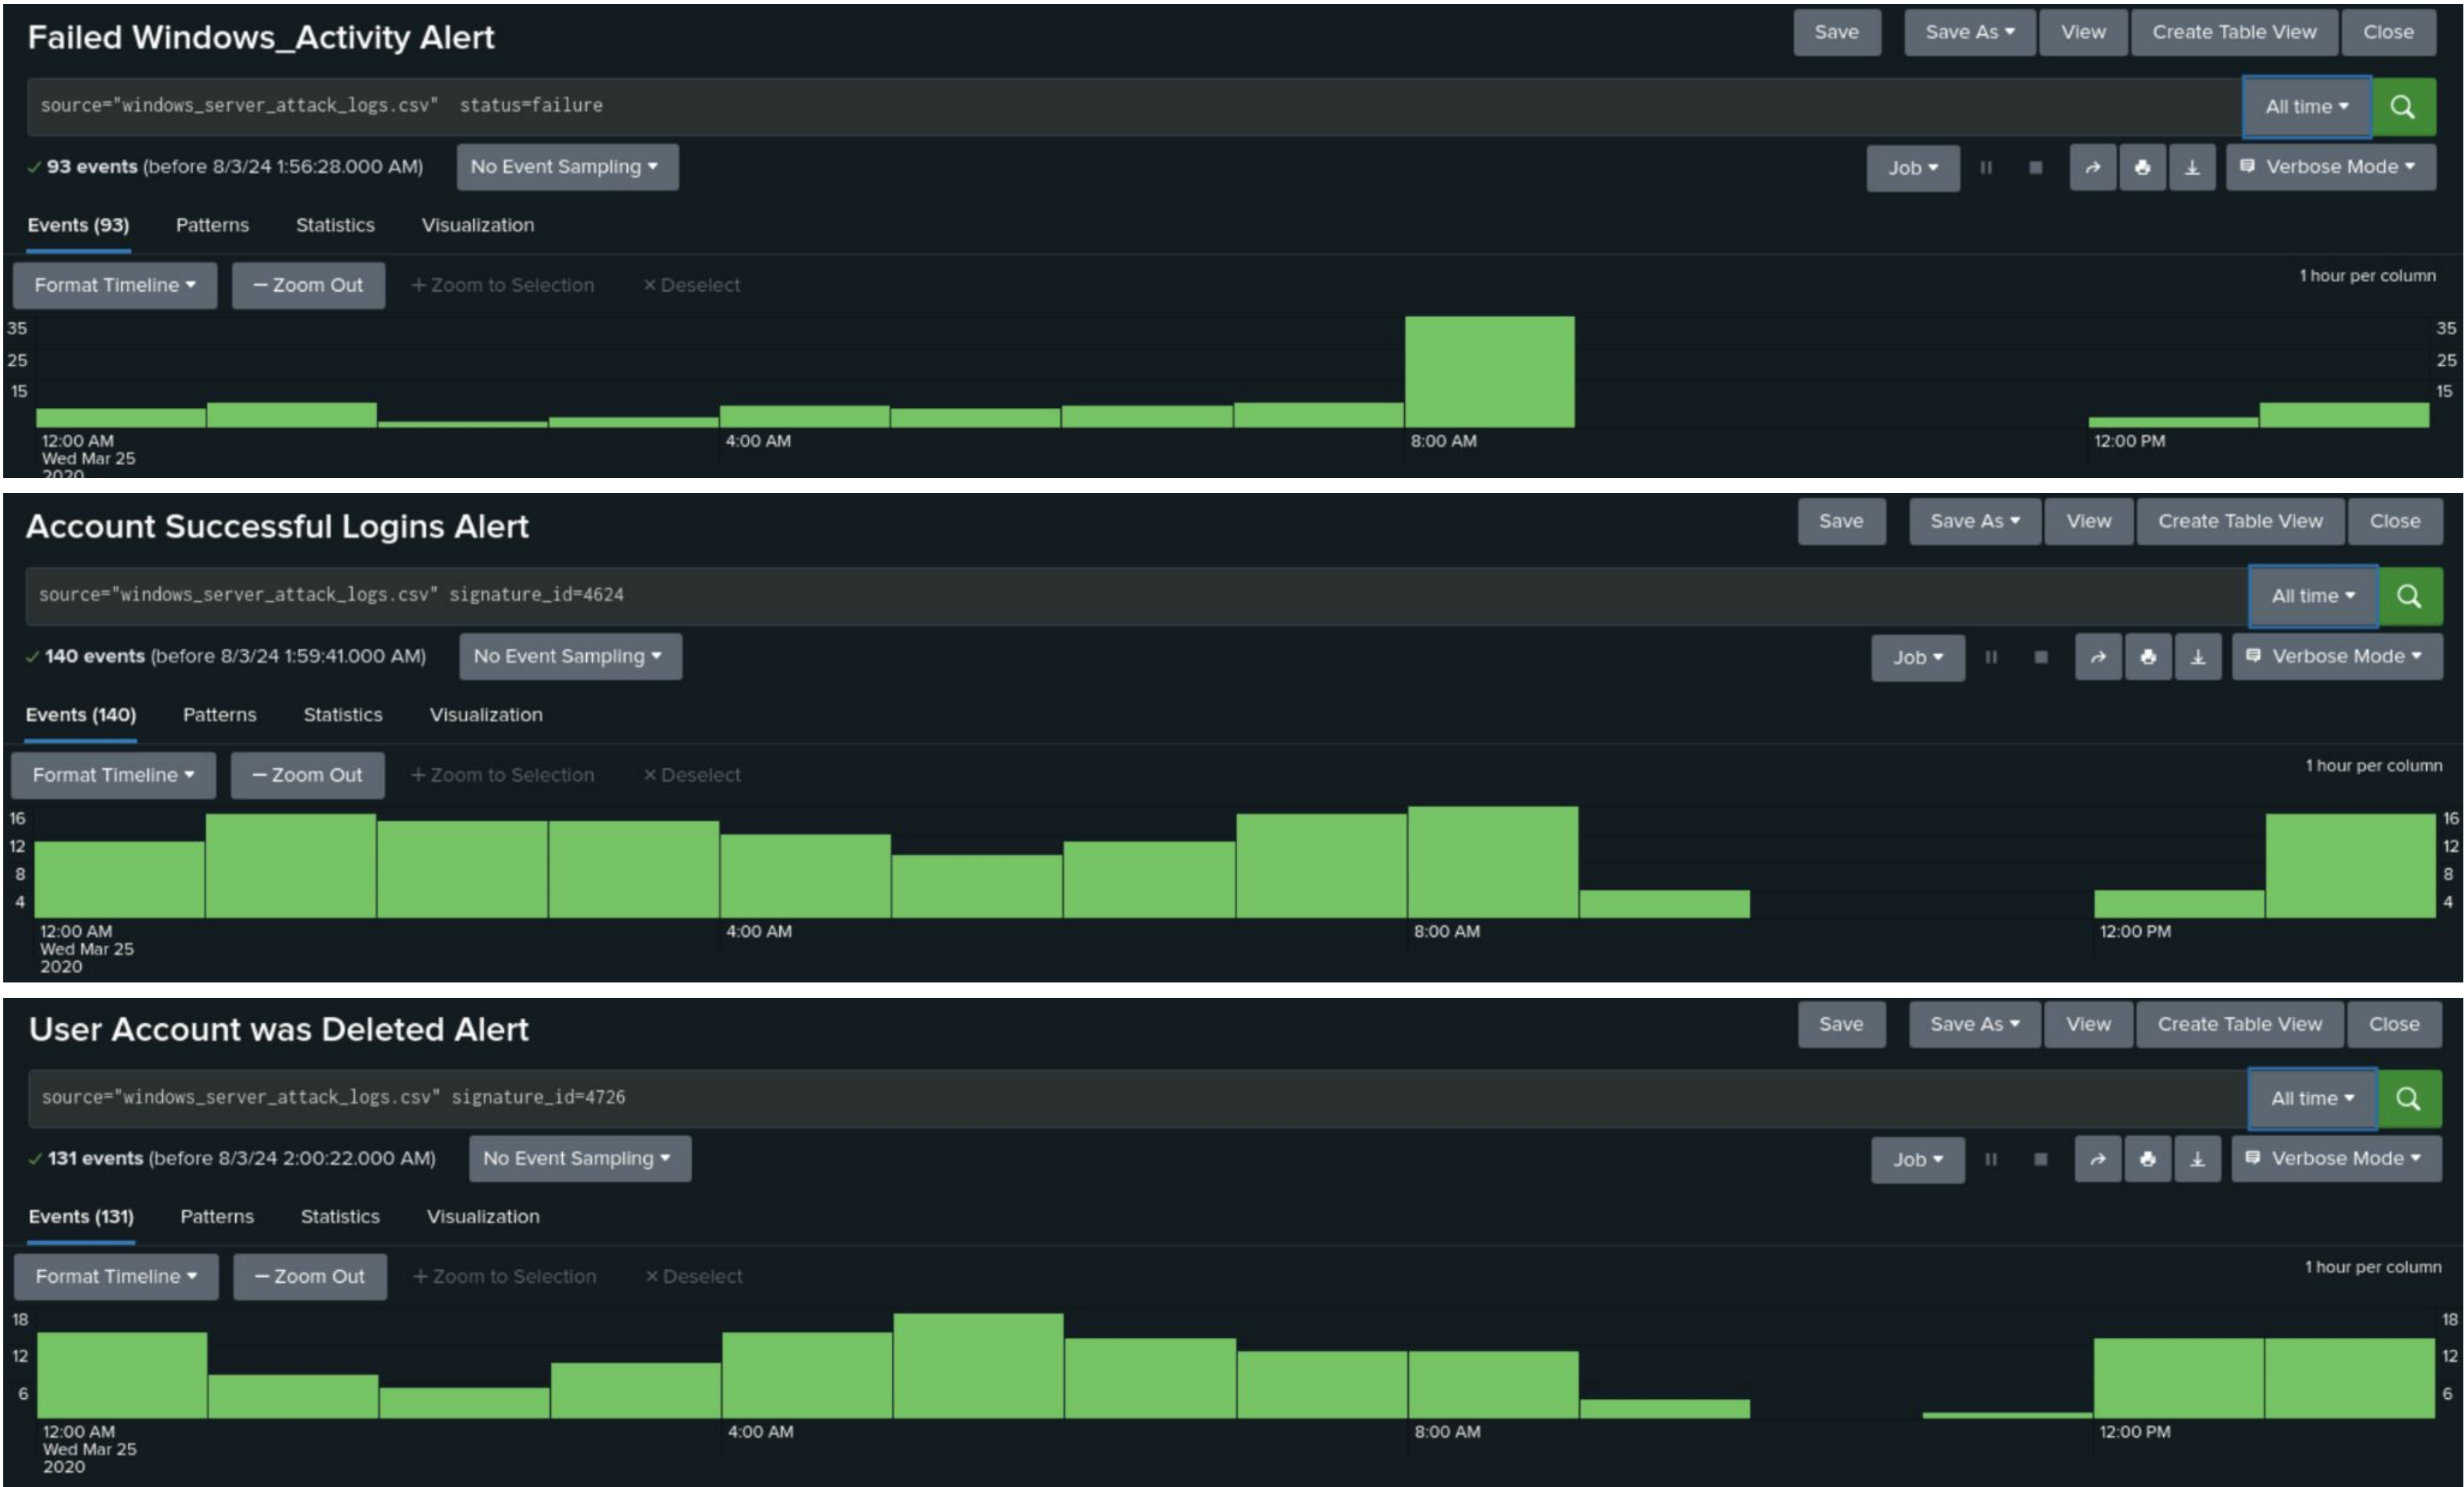 Failed Windows_Activity Alert
Save Save As View Create Table View Close
source="windows_server_attack_logs.csv"  status=failure
All time
93 events (before 8/3/24 1:56:28.000 AM) No Event Sampling
Job Verbose Mode
Events (93) Patterns Statistics Visualization
Format Timeline – Zoom Out + Zoom to Selection × Deselect
1 hour per column
35 35
25 25
15 15
12:00 AM 4:00 AM 8:00 AM 12:00 PM
Wed Mar 25
2020
Account Successful Logins Alert
Save Save As View Create Table View Close
source="windows_server_attack_logs.csv" signature_id=4624
All time
140 events (before 8/3/24 1:59:41.000 AM) No Event Sampling
Job Verbose Mode
Events (140) Patterns Statistics Visualization
Format Timeline – Zoom Out + Zoom to Selection × Deselect
1 hour per column
16 16
12 12
8 8
4 4
12:00 AM 4:00 AM 8:00 AM 12:00 PM
Wed Mar 25
2020
User Account was Deleted Alert
Save Save As View Create Table View Close
source="windows_server_attack_logs.csv" signature_id=4726
All time
131 events (before 8/3/24 2:00:22.000 AM) No Event Sampling
Job Verbose Mode
Events (131) Patterns Statistics Visualization
Format Timeline – Zoom Out + Zoom to Selection × Deselect
1 hour per column
18 18
12 12
6 6
12:00 AM 4:00 AM 8:00 AM 12:00 PM
Wed Mar 25
2020